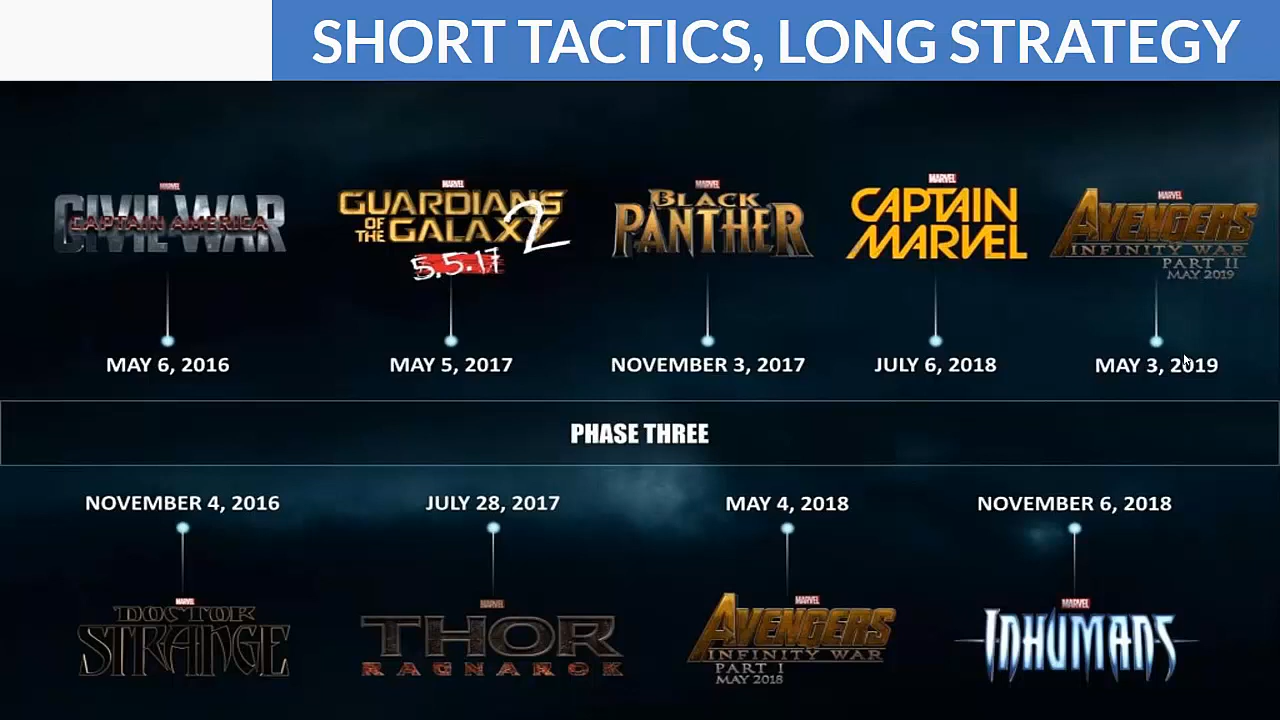 SHORT TACTICS, LONG STRATEGY
MARVEL
CIVIL WAR
CAPTAIN AMERICA
MAY 6, 2016
MARVEL
GUARDIANS
OF THE GALAXY 2
5.5.17
MAY 5, 2017
MARVEL
BLACK
PANTHER
NOVEMBER 3, 2017
MARVEL
CAPTAIN
MARVEL
JULY 6, 2018
MARVEL
AVENGERS
INFINITY WAR
PART II
MAY 2019
MAY 3, 2019
PHASE THREE
NOVEMBER 4, 2016
MARVEL
DOCTOR
STRANGE
JULY 28, 2017
MARVEL
THOR
RAGNAROK
MAY 4, 2018
MARVEL
AVENGERS
INFINITY WAR
PART I
MAY 2018
NOVEMBER 6, 2018
MARVEL
INHUMANS